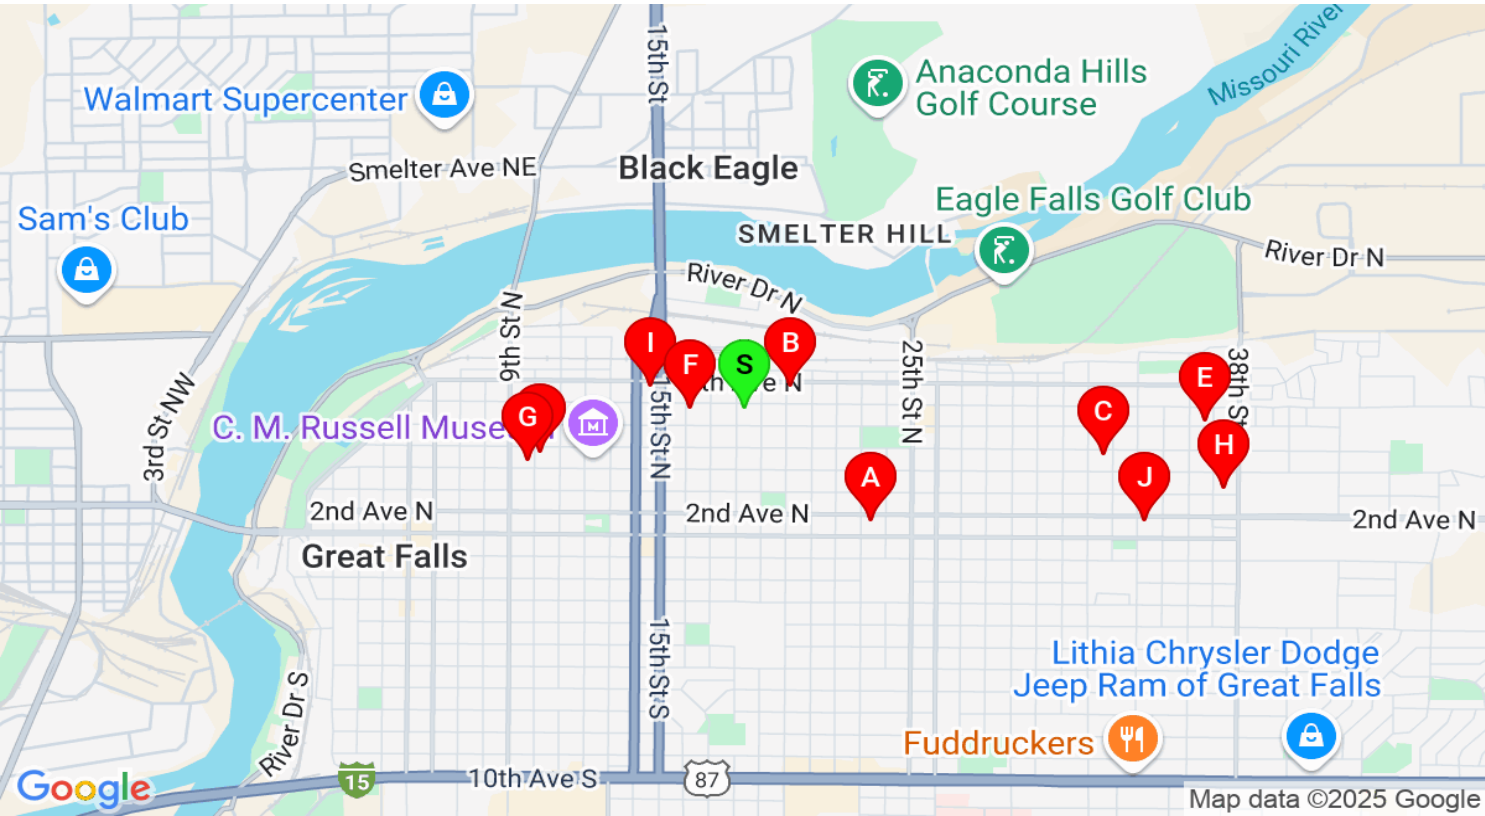 15th St
Anaconda Hills
Golf Course
Missouri River
Walmart Supercenter
Smelter Ave NE
Black Eagle
Eagle Falls Golf Club
Sam's Club
SMELTER HILL
River Dr N
River Dr N
9th St N
I
F
S
B
th Ave N
25th St N
38th St
E
3rd St NW
C. M. Russell Muse
G
M
15th St N
C
H
A
J
2nd Ave N
2nd Ave N
2nd Ave N
Great Falls
15th St S
River Dr S
Lithia Chrysler Dodge
Jeep Ram of Great Falls
Fuddruckers
Google
15
10th Ave S
87
Map data ©2025 Google